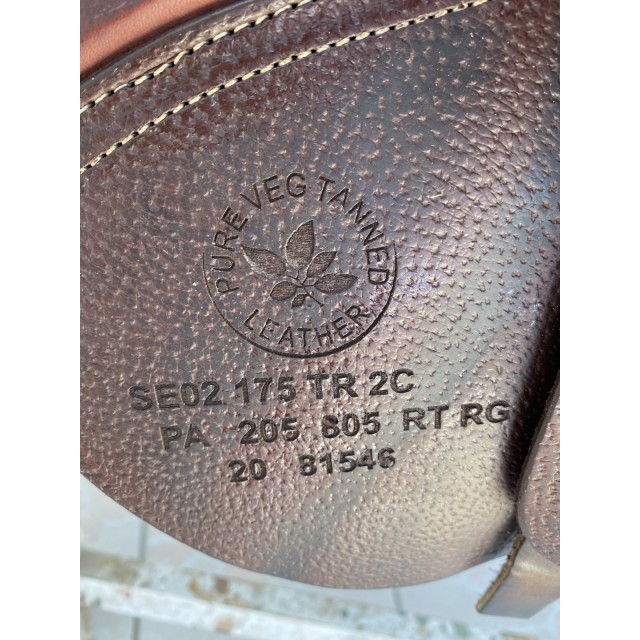 PURE VEG TANNED
LEATHER
SE02 175 TR 2C
PA 205 805 RT RG
20 81546